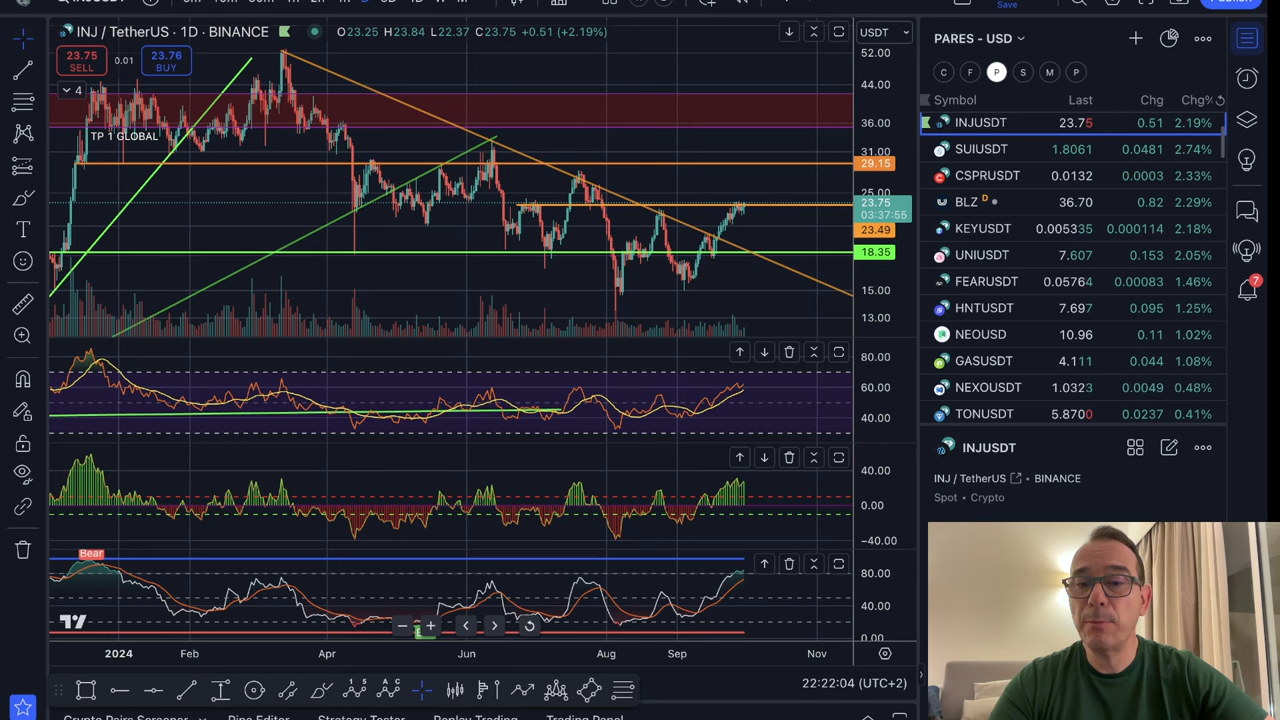 Save
INJ / TetherUS · 1D · BINANCE O23.25 H23.84 L22.37 C23.75 +0.51 (+2.19%)
USDT
23.75
SELL
0.01
23.76
BUY
4
TP 1 GLOBAL
52.00
44.00
36.00
31.00
29.15
25.00
23.75
03:37:55
23.49
18.35
15.00
13.00
80.00
60.00
40.00
40.00
0.00
−40.00
Bear
80.00
40.00
0.00
2024 Feb Apr Jun Aug Sep Nov
22:22:04 (UTC+2)
Crypto Pairs Screener Pine Editor Strategy Tester Replay Trading Trading Panel
PARES - USD
C F P S M P
Symbol Last Chg Chg%
INJUSDT 23.75 0.51 2.19%
SUIUSDT 1.8061 0.0481 2.74%
CSPRUSDT 0.0132 0.0003 2.33%
BLZ D 36.70 0.82 2.29%
KEYUSDT 0.005335 0.000114 2.18%
UNIUSDT 7.607 0.153 2.05%
FEARUSDT 0.05764 0.00083 1.46%
HNTUSDT 7.697 0.095 1.25%
NEOUSD 10.96 0.11 1.02%
GASUSDT 4.111 0.044 1.08%
NEXOUSDT 1.0323 0.0049 0.48%
TONUSDT 5.8700 0.0237 0.41%
INJUSDT
INJ / TetherUS • BINANCE
Spot • Crypto
7